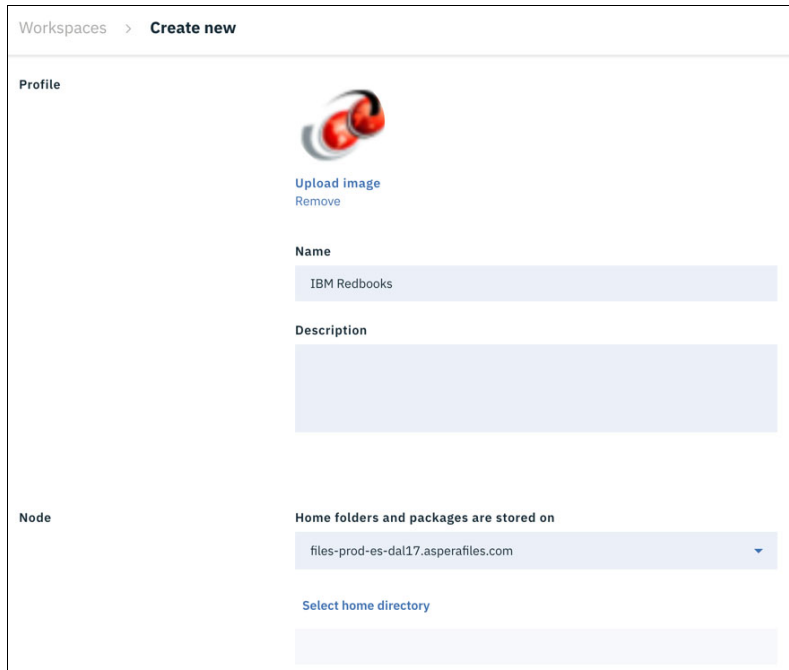 Workspaces > Create new
Profile
Upload image
Remove
Name
IBM Redbooks
Description
Node
Home folders and packages are stored on
files-prod-es-dal17.asperafiles.com
Select home directory